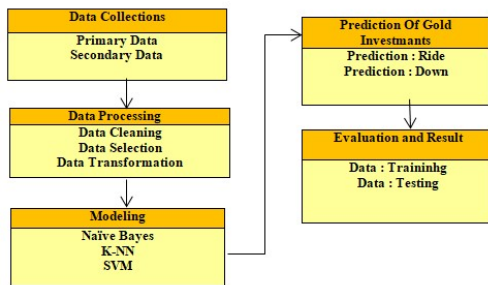 Data Collections
Primary Data
Secondary Data
Data Processing
Data Cleaning
Data Selection
Data Transformation
Modeling
Naïve Bayes
K-NN
SVM
Prediction Of Gold
Investmants
Prediction : Ride
Prediction : Down
Evaluation and Result
Data : Traininhg
Data : Testing